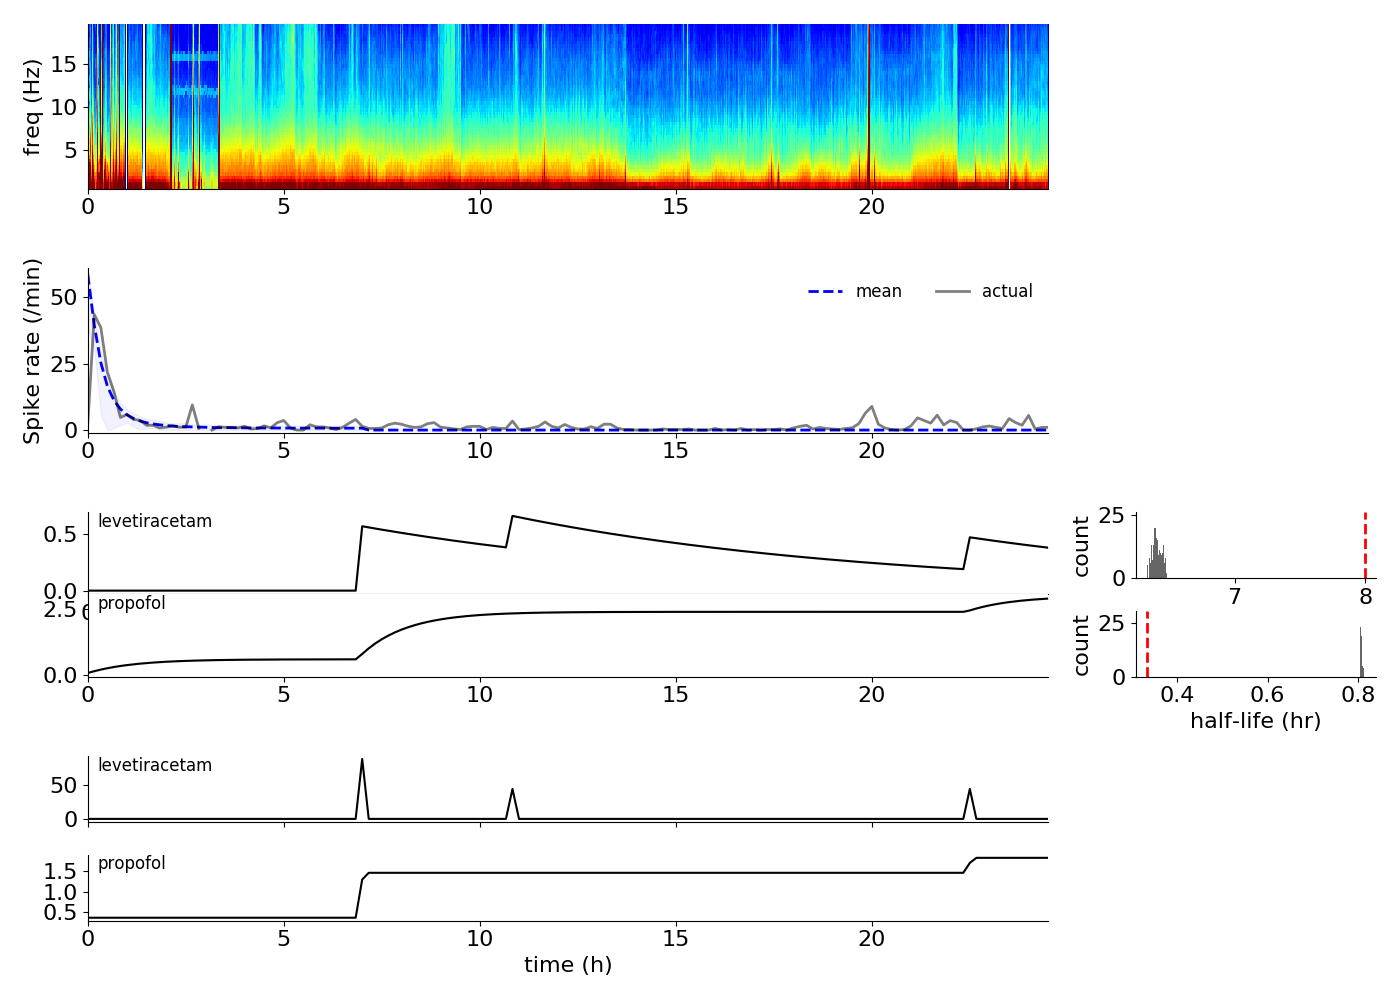 freq (Hz)
15
10
5
0 5 10 15 20
Spike rate (/min)
50
25
0
mean actual
0 5 10 15 20
levetiracetam
0.5
0.0
propofol
2.5
0.0
0 5 10 15 20
count
25
0
7 8
count
25
0
0.4 0.6 0.8
half-life (hr)
levetiracetam
50
0
propofol
1.5
1.0
0.5
0 5 10 15 20
time (h)